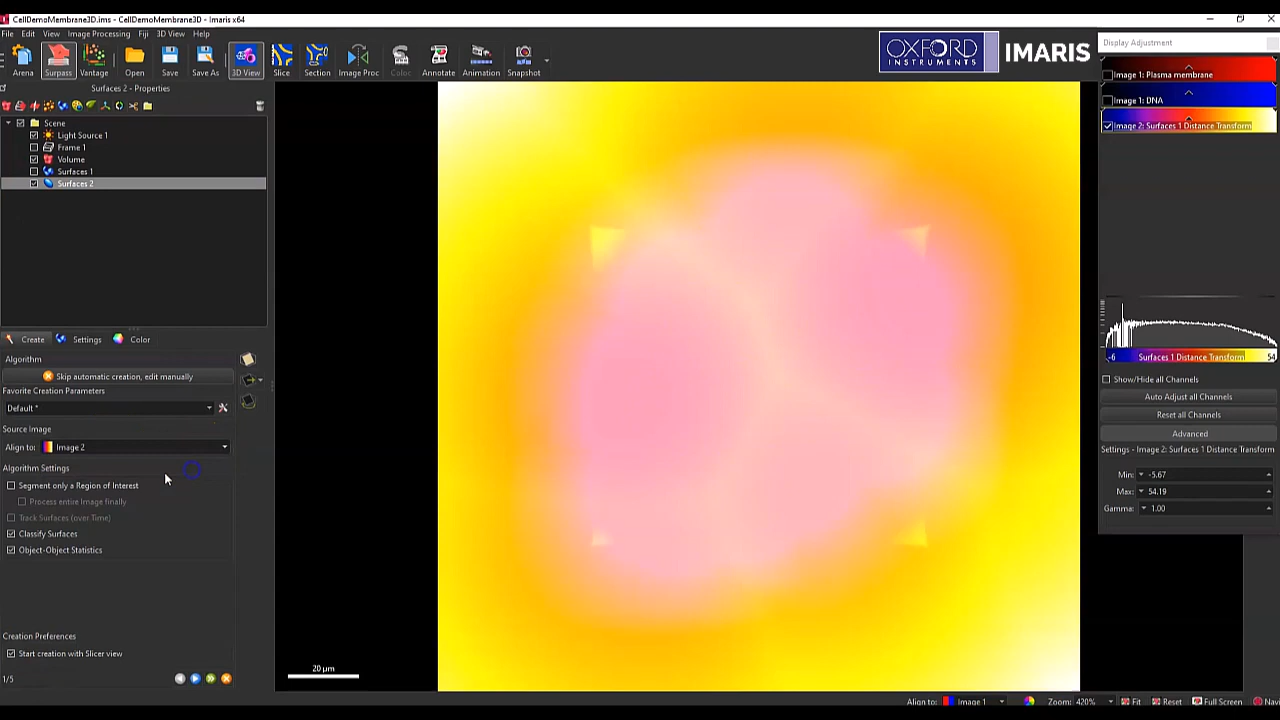 CellDemoMembrane3D.ims - CellDemoMembrane3D - Imaris x64
File Edit View Image Processing Fiji 3D View Help
Arena Surpass Vantage Open Save Save As 3D View Slice Section Image Proc Coloc Annotate Animation Snapshot
OXFORD INSTRUMENTS IMARIS
Surfaces 2 - Properties
Scene
Light Source 1
Frame 1
Volume
Surfaces 1
Surfaces 2
Create Settings Color
Algorithm
Skip automatic creation, edit manually
Favorite Creation Parameters
Default *
Source Image
Align to: Image 2
Algorithm Settings
Segment only a Region of Interest
Process entire Image finally
Track Surfaces (over Time)
Classify Surfaces
Object-Object Statistics
Creation Preferences
Start creation with Slicer view
1/5
20 µm
Display Adjustment
Image 1: Plasma membrane
Image 1: DNA
Image 2: Surfaces 1 Distance Transform
-6 Surfaces 1 Distance Transform 54
Show/Hide all Channels
Auto Adjust all Channels
Reset all Channels
Advanced
Settings - Image 2: Surfaces 1 Distance Transform
Min: -5.67
Max: 54.19
Gamma: 1.00
Align to: Image 1 Zoom: 420% Fit Reset Full Screen Nav